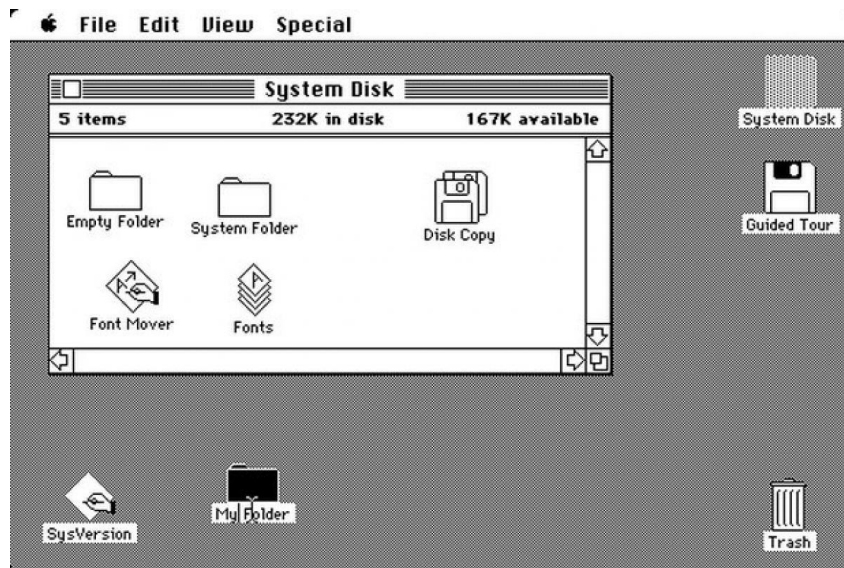 File Edit View Special
System Disk
5 items 232K in disk 167K available
System Disk
Empty Folder
System Folder
Disk Copy
Guided Tour
Font Mover
Fonts
My Folder
SysVersion
Trash